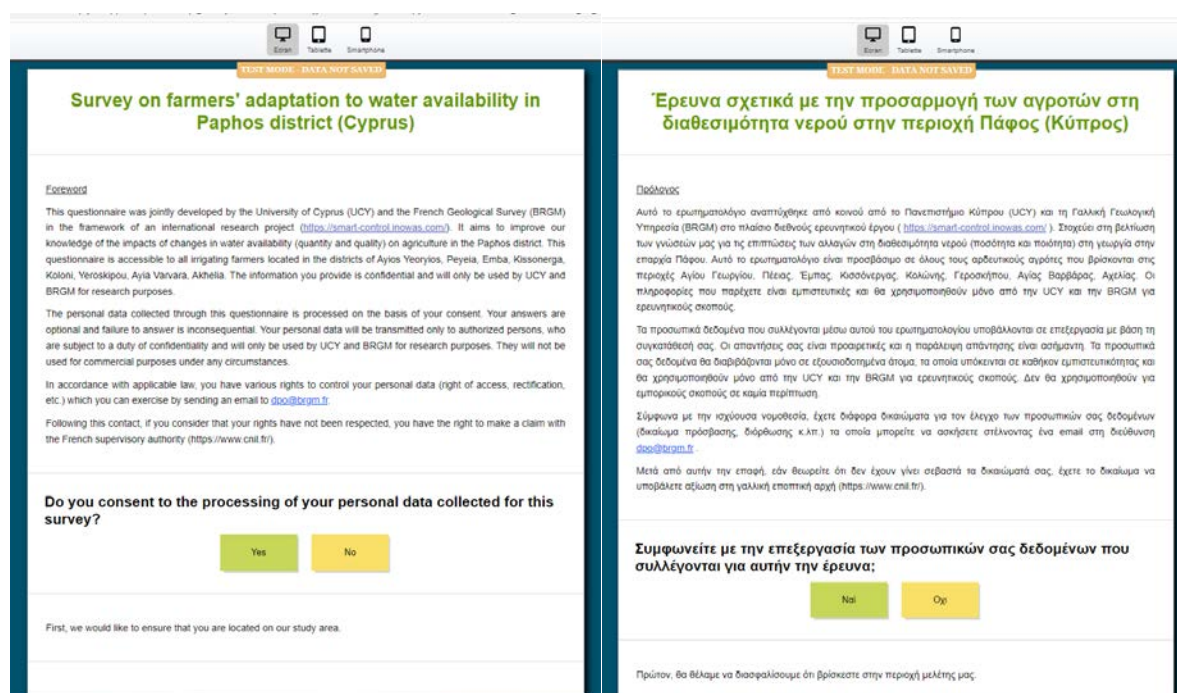 Ecran Tablette Smartphone
TEST MODE - DATA NOT SAVED
Survey on farmers' adaptation to water availability in
Paphos district (Cyprus)
Foreword
This questionnaire was jointly developed by the University of Cyprus (UCY) and the French Geological Survey (BRGM)
in the framework of an international research project (https://smart-control.inowas.com/). It aims to improve our
knowledge of the impacts of changes in water availability (quantity and quality) on agriculture in the Paphos district. This
questionnaire is accessible to all irrigating farmers located in the districts of Ayios Yeoryios, Peyeia, Emba, Kissonerga,
Koloni, Yeroskipou, Ayia Varvara, Akhelia. The information you provide is confidential and will only be used by UCY and
BRGM for research purposes.
The personal data collected through this questionnaire is processed on the basis of your consent. Your answers are
optional and failure to answer is inconsequential. Your personal data will be transmitted only to authorized persons, who
are subject to a duty of confidentiality and will only be used by UCY and BRGM for research purposes. They will not be
used for commercial purposes under any circumstances.
In accordance with applicable law, you have various rights to control your personal data (right of access, rectification,
etc.) which you can exercise by sending an email to dpo@brgm.fr.
Following this contact, if you consider that your rights have not been respected, you have the right to make a claim with
the French supervisory authority (https://www.cnil.fr/).
Do you consent to the processing of your personal data collected for this
survey?
Yes No
First, we would like to ensure that you are located on our study area.
Ecran Tablette Smartphone
TEST MODE - DATA NOT SAVED
Έρευνα σχετικά με την προσαρμογή των αγροτών στη
διαθεσιμότητα νερού στην περιοχή Πάφος (Κύπρος)
Πρόλογος
Αυτό το ερωτηματολόγιο αναπτύχθηκε από κοινού από το Πανεπιστήμιο Κύπρου (UCY) και τη Γαλλική Γεωλογική
Υπηρεσία (BRGM) στο πλαίσιο διεθνούς ερευνητικού έργου ( https://smart-control.inowas.com/ ). Στοχεύει στη βελτίωση
των γνώσεών μας για τις επιπτώσεις των αλλαγών στη διαθεσιμότητα νερού (ποσότητα και ποιότητα) στη γεωργία στην
επαρχία Πάφου. Αυτό το ερωτηματολόγιο είναι προσβάσιμο σε όλους τους αρδευτικούς αγρότες που βρίσκονται στις
περιοχές Αγίου Γεωργίου, Πέειας, Έμπας, Κισσόνεργας, Κολώνης, Γεροσκήπου, Αγίας Βαρβάρας, Αχελίας. Οι
πληροφορίες που παρέχετε είναι εμπιστευτικές και θα χρησιμοποιηθούν μόνο από την UCY και την BRGM για
ερευνητικούς σκοπούς.
Τα προσωπικά δεδομένα που συλλέγονται μέσω αυτού του ερωτηματολογίου υποβάλλονται σε επεξεργασία με βάση τη
συγκατάθεσή σας. Οι απαντήσεις σας είναι προαιρετικές και η παράλειψη απάντησης είναι ασήμαντη. Τα προσωπικά
σας δεδομένα θα διαβιβάζονται μόνο σε εξουσιοδοτημένα άτομα, τα οποία υπόκεινται σε καθήκον εμπιστευτικότητας και
θα χρησιμοποιηθούν μόνο από την UCY και την BRGM για ερευνητικούς σκοπούς. Δεν θα χρησιμοποιηθούν για
εμπορικούς σκοπούς σε καμία περίπτωση.
Σύμφωνα με την ισχύουσα νομοθεσία, έχετε διάφορα δικαιώματα για τον έλεγχο των προσωπικών σας δεδομένων
(δικαίωμα πρόσβασης, διόρθωσης κ.λπ.) τα οποία μπορείτε να ασκήσετε στέλνοντας ένα email στη διεύθυνση
dpo@brgm.fr .
Μετά από αυτήν την επαφή, εάν θεωρείτε ότι δεν έχουν γίνει σεβαστά τα δικαιώματά σας, έχετε το δικαίωμα να
υποβάλετε αξίωση στη γαλλική εποπτική αρχή (https://www.cnil.fr/).
Συμφωνείτε με την επεξεργασία των προσωπικών σας δεδομένων που
συλλέγονται για αυτήν την έρευνα;
Ναί Οχι
Πρώτον, θα θέλαμε να διασφαλίσουμε ότι βρίσκεστε στην περιοχή μελέτης μας.